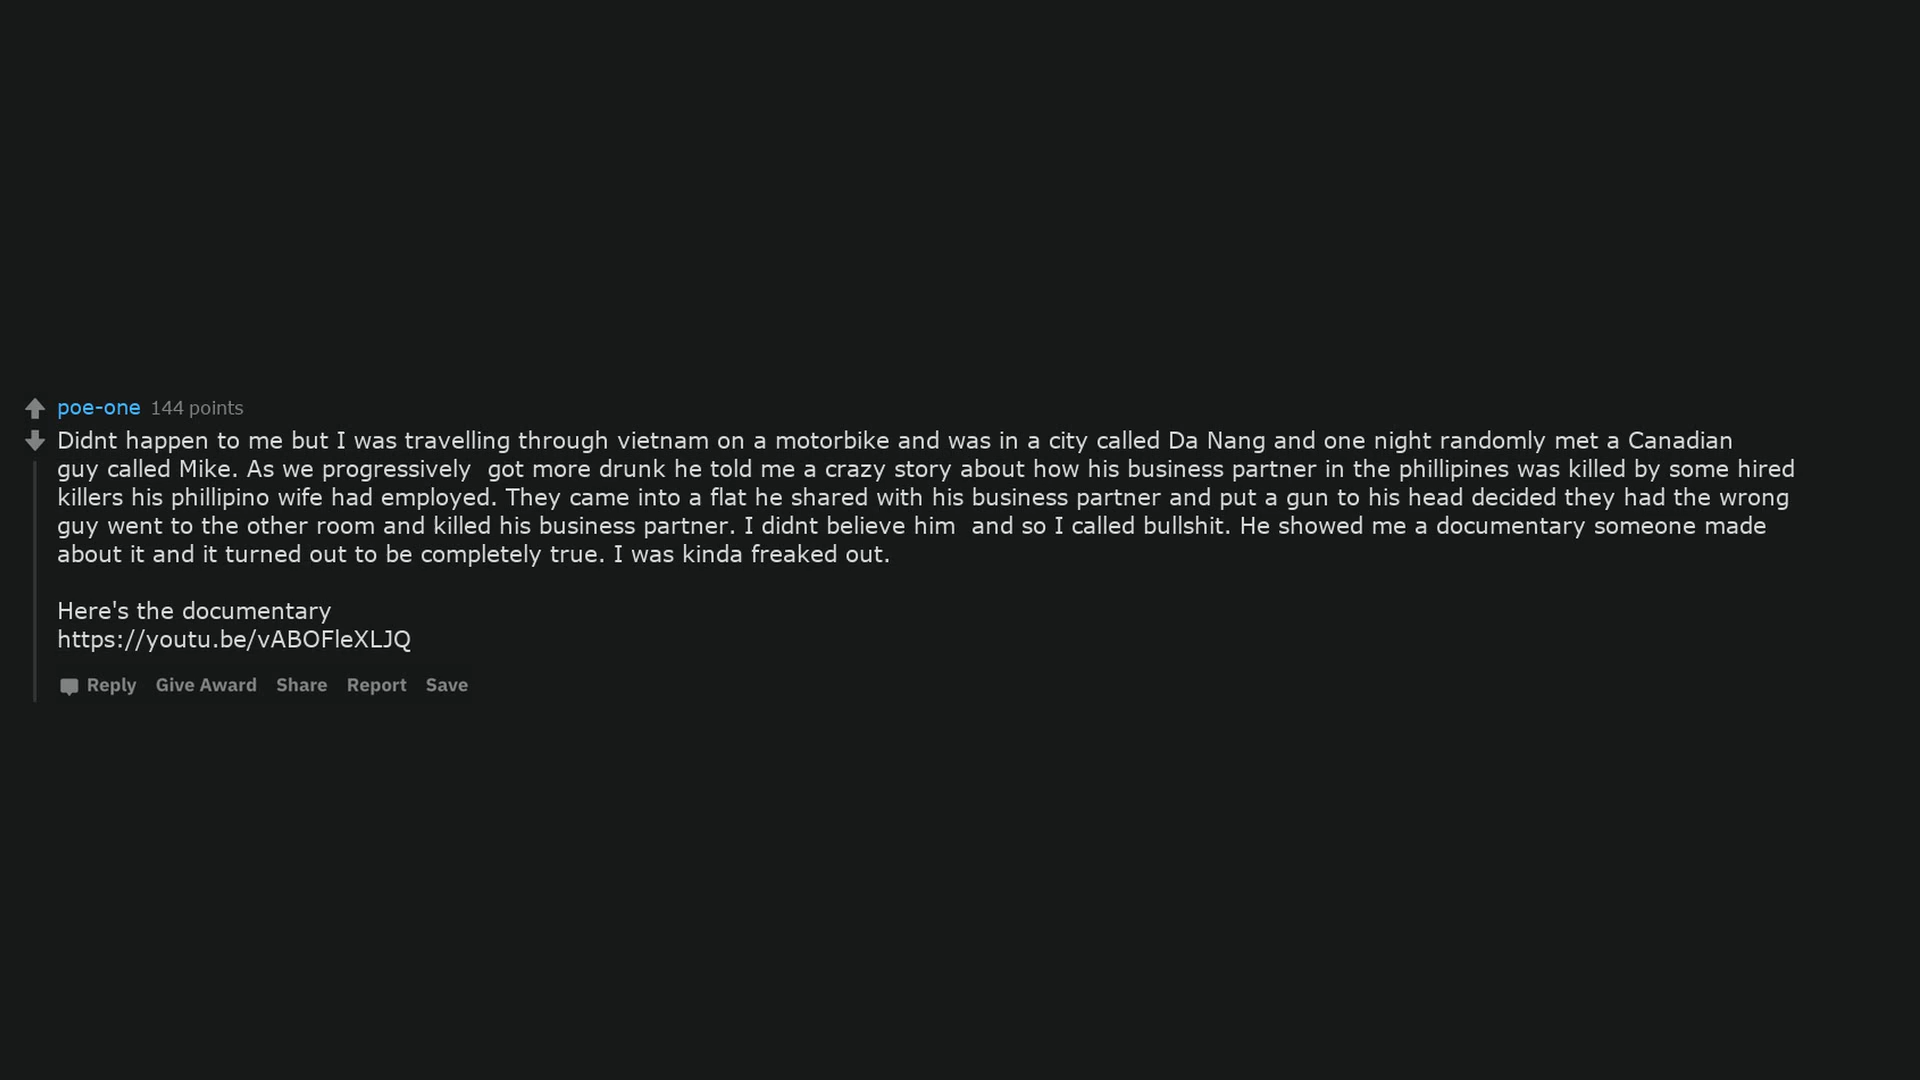 poe-one 144 points
Didnt happen to me but I was travelling through vietnam on a motorbike and was in a city called Da Nang and one night randomly met a Canadian
guy called Mike. As we progressively  got more drunk he told me a crazy story about how his business partner in the phillipines was killed by some hired
killers his phillipino wife had employed. They came into a flat he shared with his business partner and put a gun to his head decided they had the wrong
guy went to the other room and killed his business partner. I didnt believe him  and so I called bullshit. He showed me a documentary someone made
about it and it turned out to be completely true. I was kinda freaked out.
Here's the documentary
https://youtu.be/vABOFleXLJQ
Reply Give Award Share Report Save